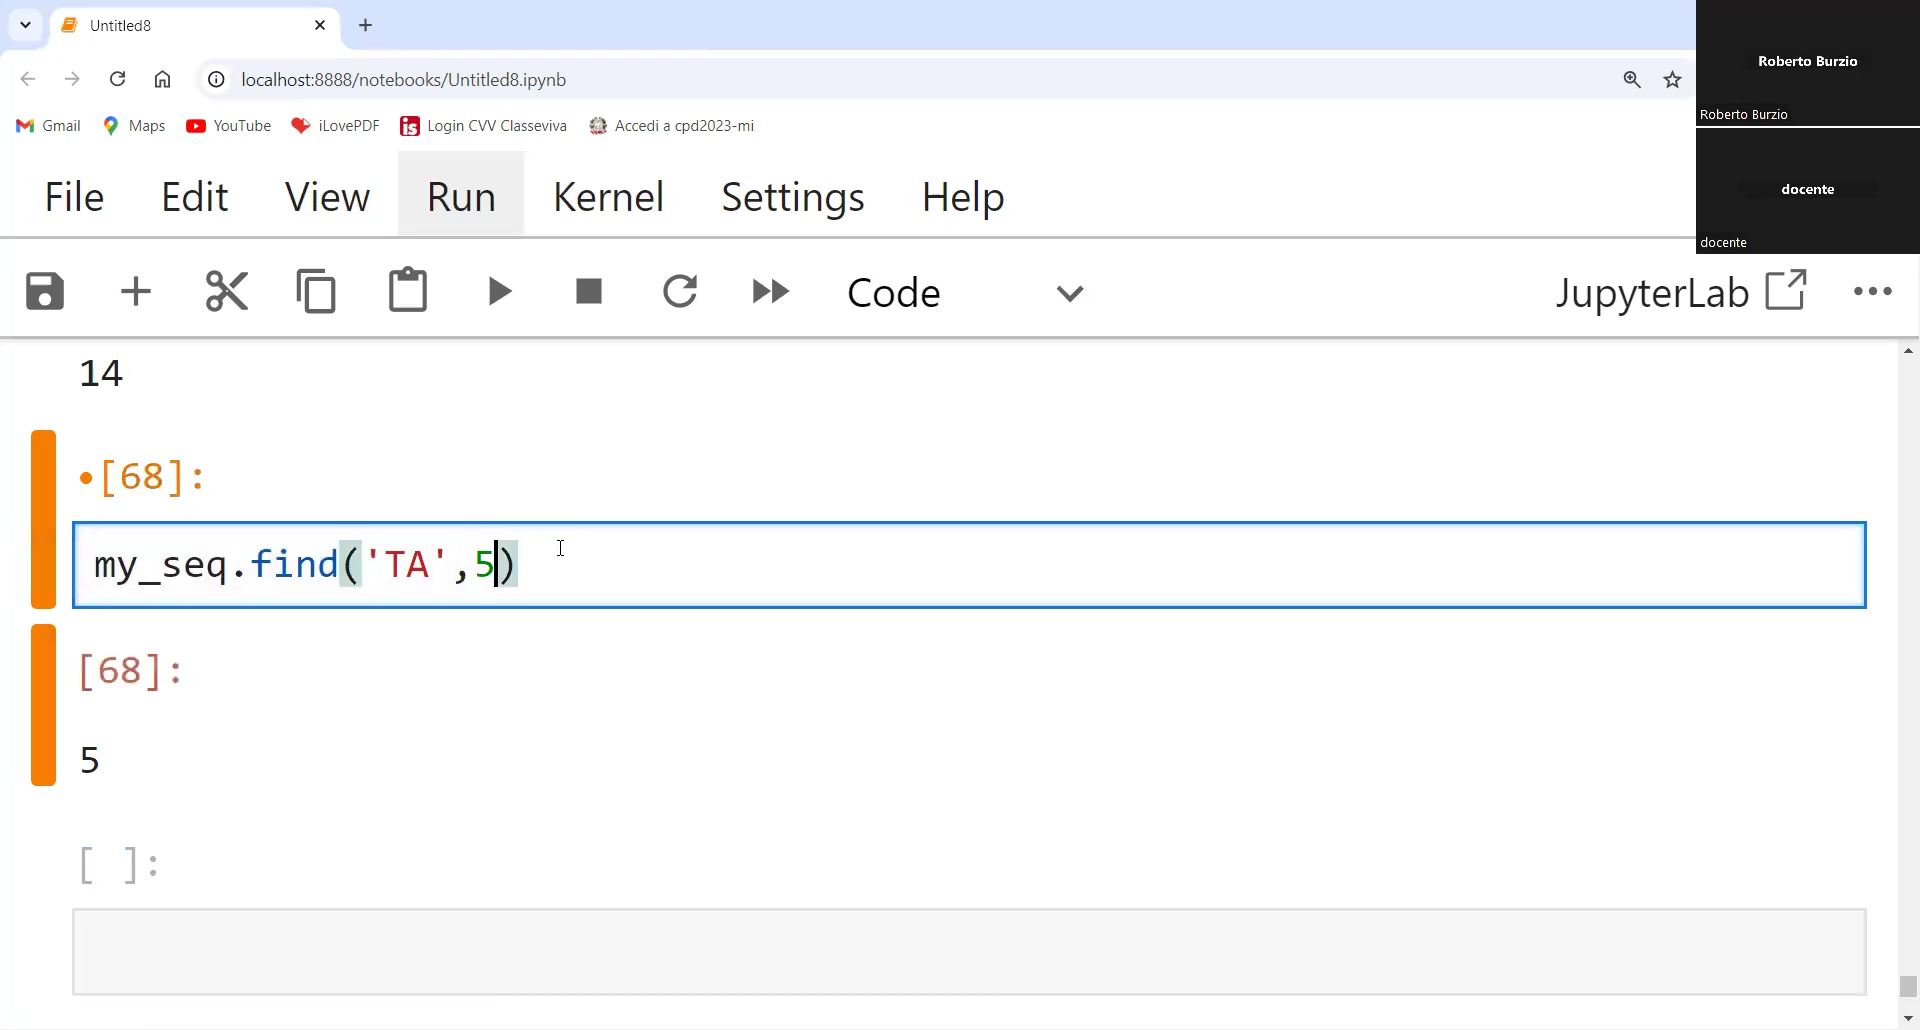 Untitled8
Roberto Burzio
localhost:8888/notebooks/Untitled8.ipynb
Roberto Burzio
Gmail Maps YouTube iLovePDF is Login CVV Classeviva Accedi a cpd2023-mi
docente
File Edit View Run Kernel Settings Help
docente
Code JupyterLab
14
•[68]:
my_seq.find('TA',5)
[68]:
5
[ ]: